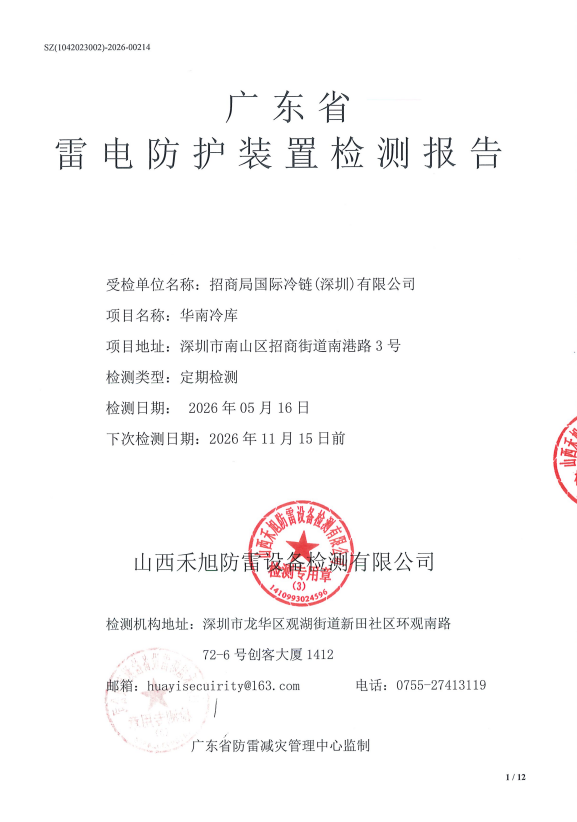 SZ(1042023002)-2026-00214
广东省
雷电防护装置检测报告
受检单位名称：招商局国际冷链(深圳)有限公司
项目名称：华南冷库
项目地址：深圳市南山区招商街道南港路 3 号
检测类型：定期检测
检测日期： 2026 年 05 月 16 日
下次检测日期：2026 年 11 月 15 日前
山西禾旭防雷设备检测有限公司
山西禾旭防雷设备检测有限公司
检测专用章
(3)
1410993024596
山西禾旭
检测机构地址：深圳市龙华区观湖街道新田社区环观南路
72-6 号创客大厦 1412
邮箱：huayisecuirity@163.com 电话：0755-27413119
广东省防雷减灾管理中心监制
1 / 12